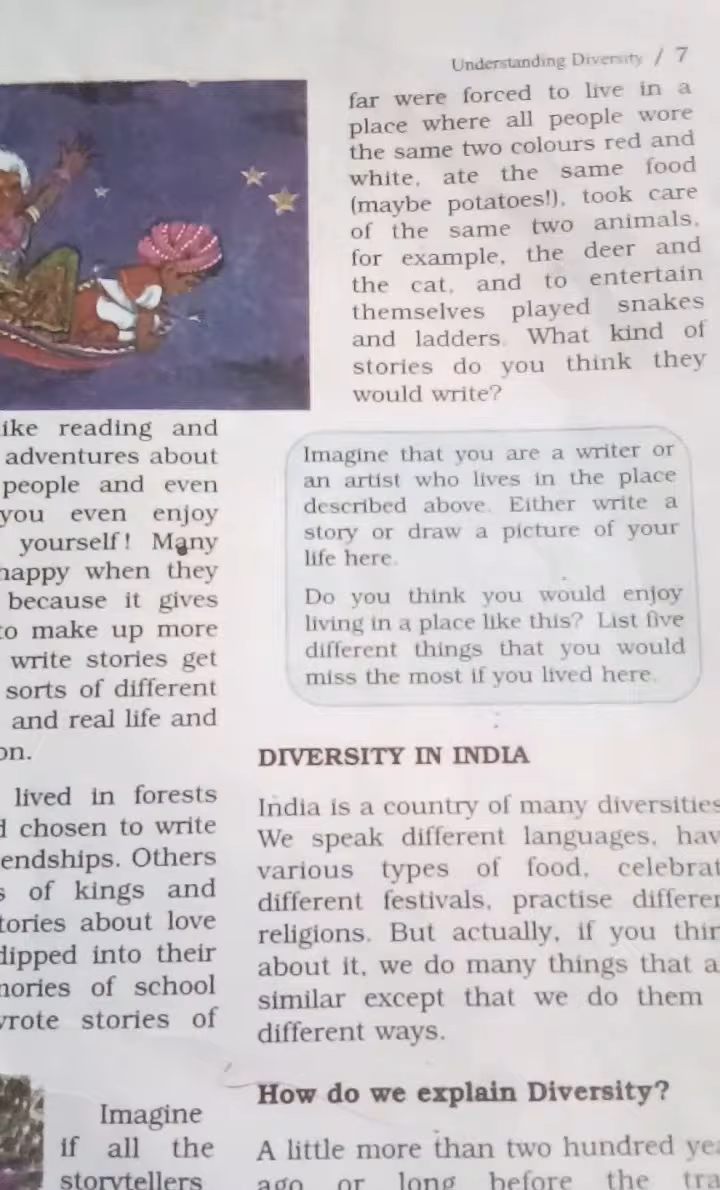 Understanding Diversity / 7
ike reading and
adventures about
people and even
you even enjoy
yourself! Many
happy when they
because it gives
to make up more
write stories get
sorts of different
and real life and
on.
lived in forests
chosen to write
endships. Others
of kings and
tories about love
dipped into their
mories of school
wrote stories of
Imagine
if all the
storytellers
far were forced to live in a
place where all people wore
the same two colours red and
white, ate the same food
(maybe potatoes!), took care
of the same two animals,
for example, the deer and
the cat, and to entertain
themselves played snakes
and ladders. What kind of
stories do you think they
would write?
Imagine that you are a writer or
an artist who lives in the place
described above. Either write a
story or draw a picture of your
life here.
Do you think you would enjoy
living in a place like this? List five
different things that you would
miss the most if you lived here.
DIVERSITY IN INDIA
India is a country of many diversities
We speak different languages, hav
various types of food, celebrat
different festivals, practise differen
religions. But actually, if you thin
about it, we do many things that a
similar except that we do them
different ways.
How do we explain Diversity?
A little more than two hundred yea
ago or long before the tra